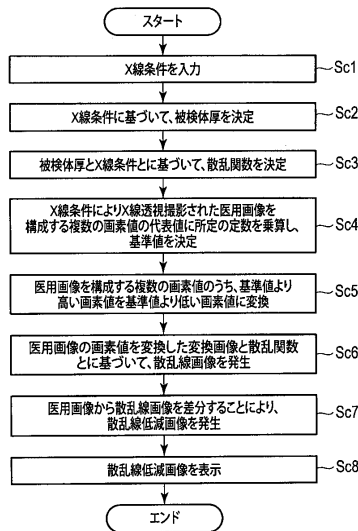 スタート
X線条件を入力
Sc1
X線条件に基づいて、被検体厚を決定
Sc2
被検体厚とX線条件とに基づいて、散乱関数を決定
Sc3
X線条件によりX線透視撮影された医用画像を
構成する複数の画素値の代表値に所定の定数を乗算し、
基準値を決定
Sc4
医用画像を構成する複数の画素値のうち、基準値より
高い画素値を基準値より低い画素値に変換
Sc5
医用画像の画素値を変換した変換画像と散乱関数
とに基づいて、散乱線画像を発生
Sc6
医用画像から散乱線画像を差分することにより、
散乱線低減画像を発生
Sc7
散乱線低減画像を表示
Sc8
エンド